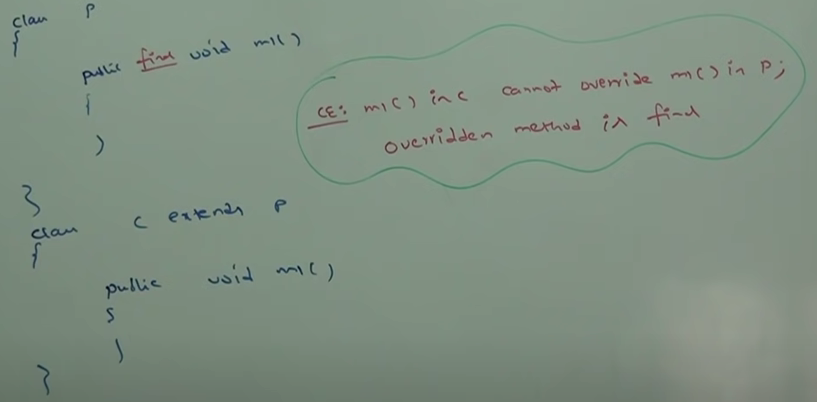 class P
{
public final void m1()
{
}
}
class C extends P
{
public void m1()
{
}
}
CE: m1() in C cannot override m1() in P;
overridden method is final